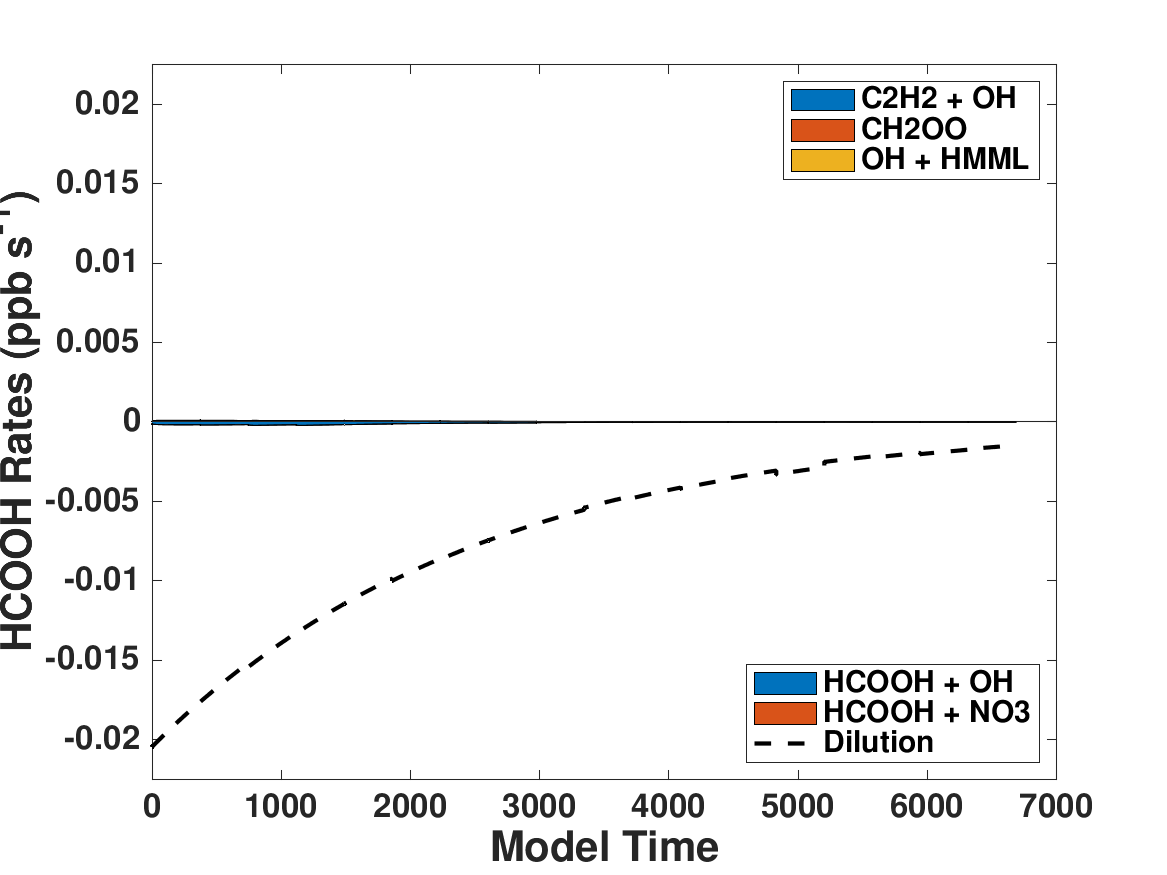 0.02
0.015
0.01
0.005
0
-0.005
-0.01
-0.015
-0.02
HCOOH Rates (ppb s⁻¹)
C2H2 + OH
CH2OO
OH + HMML
HCOOH + OH
HCOOH + NO3
Dilution
0 1000 2000 3000 4000 5000 6000 7000
Model Time